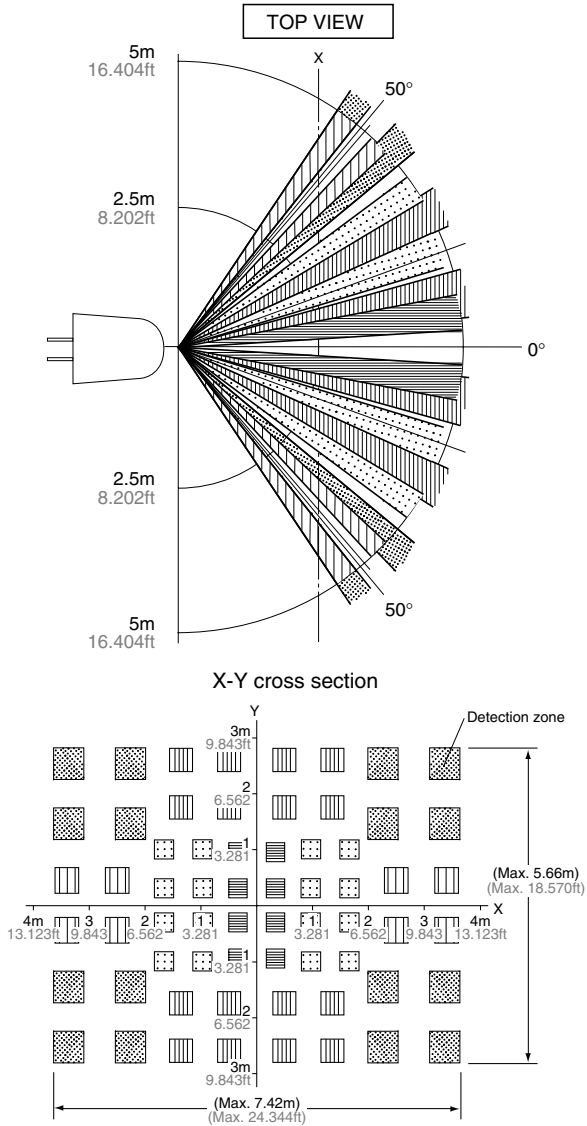 TOP VIEW
X
5m
16.404ft
50°
2.5m
8.202ft
0°
2.5m
8.202ft
50°
5m
16.404ft
X-Y cross section
Y
Detection zone
3m
9.843ft
2
6.562
1
3.281
(Max. 5.66m)
(Max. 18.570ft)
4m 3 2 1 1 2 3 4m X
13.123ft 9.843 6.562 3.281 3.281 6.562 9.843 13.123ft
1
3.281
2
6.562
3m
9.843ft
(Max. 7.42m)
(Max. 24.344ft)